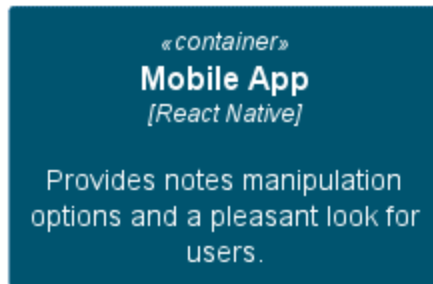 «container»
Mobile App
[React Native]
Provides notes manipulation
options and a pleasant look for
users.